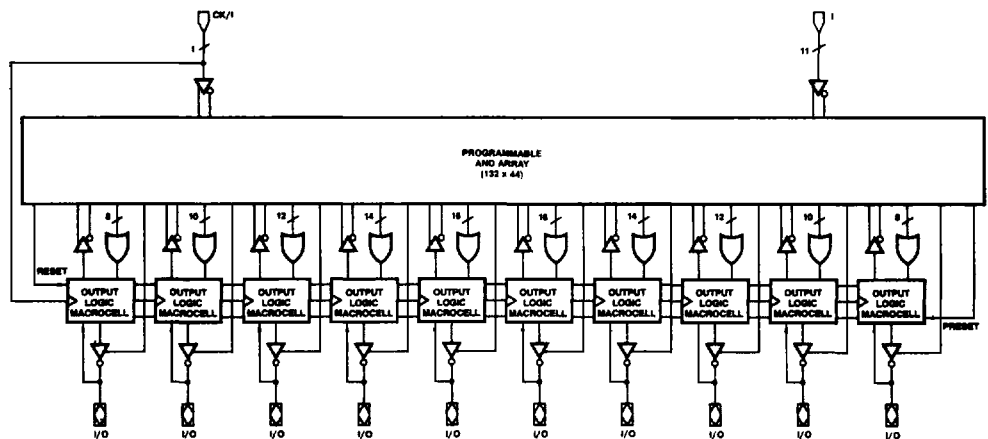 CK/I
I
1
11
PROGRAMMABLE
AND ARRAY
(132 x 44)
8
10
12
14
16
16
14
12
10
8
RESET
OUTPUT
LOGIC
MACROCELL
OUTPUT
LOGIC
MACROCELL
OUTPUT
LOGIC
MACROCELL
OUTPUT
LOGIC
MACROCELL
OUTPUT
LOGIC
MACROCELL
OUTPUT
LOGIC
MACROCELL
OUTPUT
LOGIC
MACROCELL
OUTPUT
LOGIC
MACROCELL
OUTPUT
LOGIC
MACROCELL
OUTPUT
LOGIC
MACROCELL
PRESET
I/O
I/O
I/O
I/O
I/O
I/O
I/O
I/O
I/O
I/O